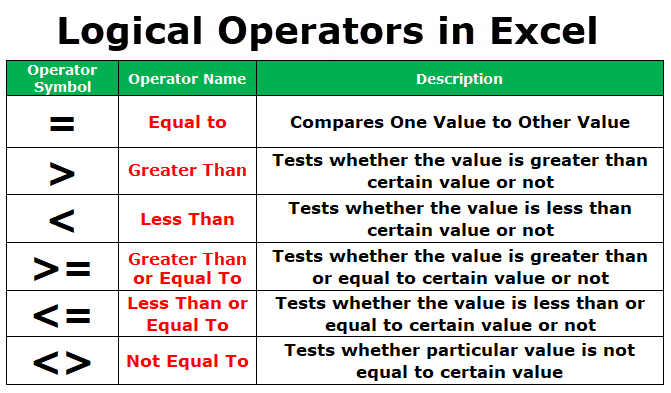 Logical Operators in Excel
Operator Symbol
Operator Name
Description
=
Equal to
Compares One Value to Other Value
>
Greater Than
Tests whether the value is greater than
certain value or not
<
Less Than
Tests whether the value is less than
certain value or not
>=
Greater Than
or Equal To
Tests whether the value is greater than
or equal to certain value or not
<=
Less Than or
Equal To
Tests whether the value is less than or
equal to certain value or not
<>
Not Equal To
Tests whether particular value is not
equal to certain value